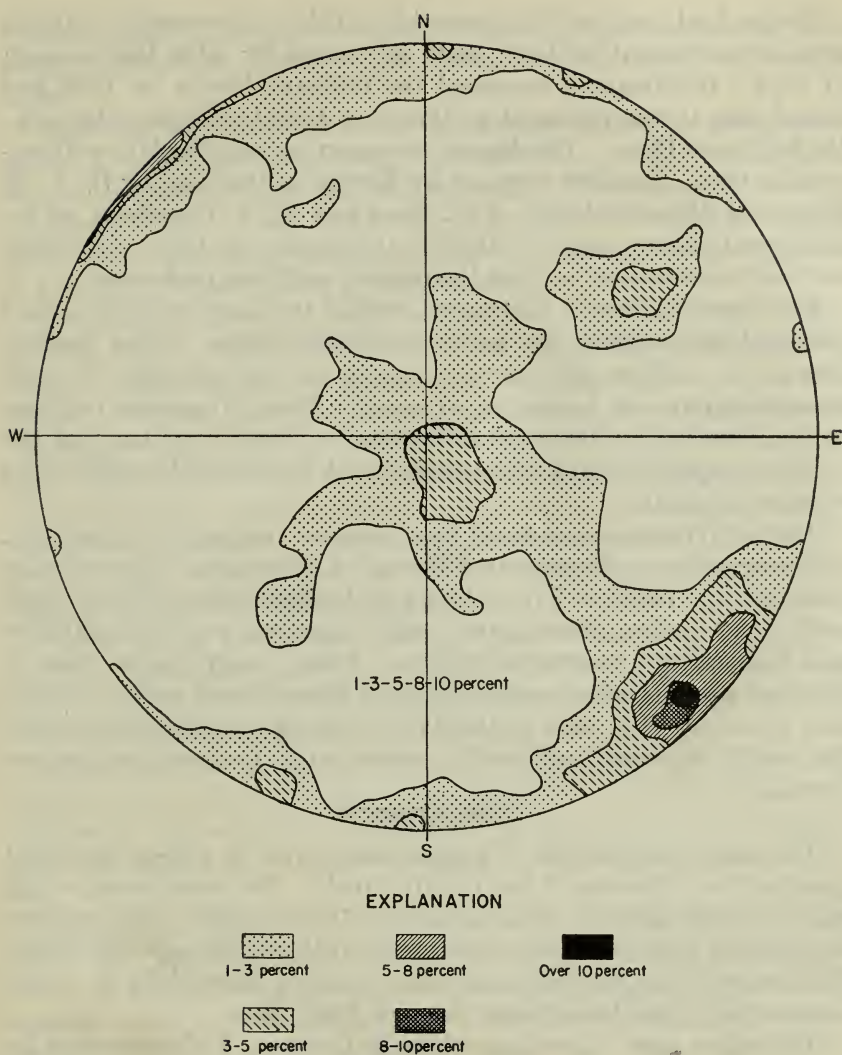 N
W
E
1-3-5-8-10 percent
S
EXPLANATION
1-3 percent
5-8 percent
Over 10 percent
3-5 percent
8-10 percent